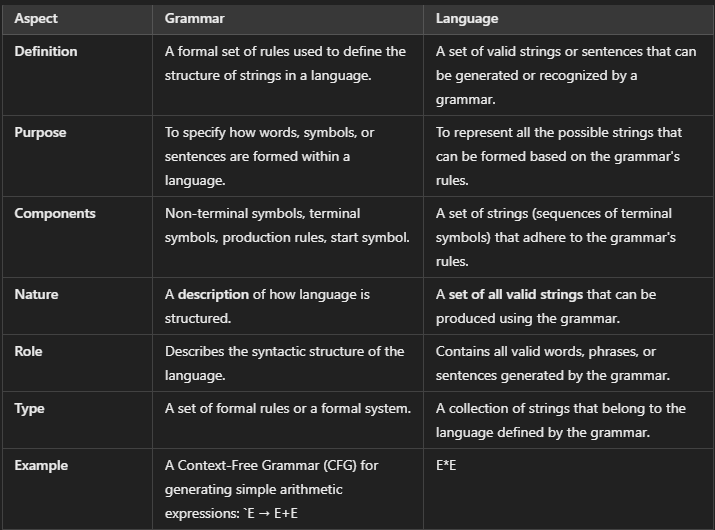 Aspect Grammar Language
Definition A formal set of rules used to define the structure of strings in a language. A set of valid strings or sentences that can be generated or recognized by a grammar.
Purpose To specify how words, symbols, or sentences are formed within a language. To represent all the possible strings that can be formed based on the grammar's rules.
Components Non-terminal symbols, terminal symbols, production rules, start symbol. A set of strings (sequences of terminal symbols) that adhere to the grammar's rules.
Nature A description of how language is structured. A set of all valid strings that can be produced using the grammar.
Role Describes the syntactic structure of the language. Contains all valid words, phrases, or sentences generated by the grammar.
Type A set of formal rules or a formal system. A collection of strings that belong to the language defined by the grammar.
Example A Context-Free Grammar (CFG) for generating simple arithmetic expressions: `E → E+E E*E